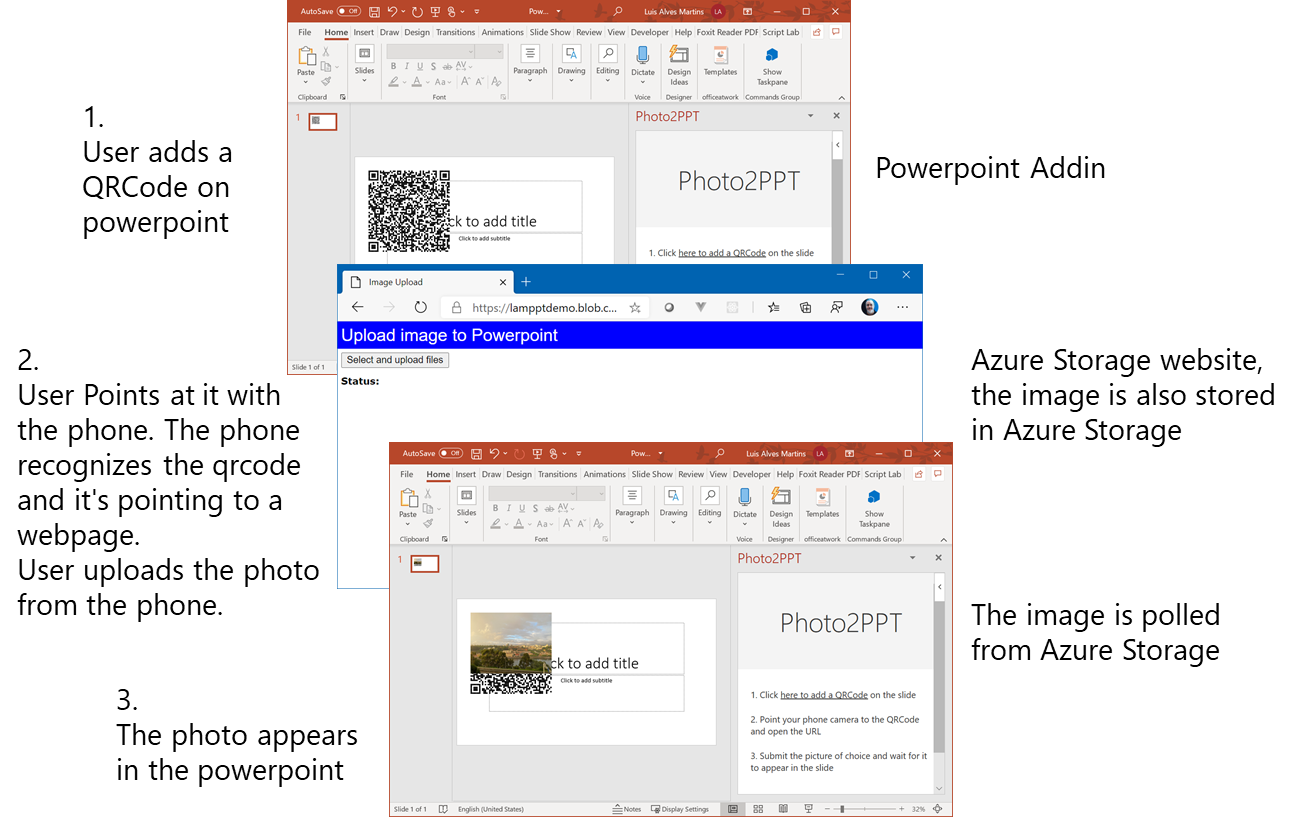 1.
User adds a
QRCode on
powerpoint
AutoSave Off Pow... Luis Alves Martins LA
File Home Insert Draw Design Transitions Animations Slide Show Review View Developer Help Foxit Reader PDF Script Lab
Paste Slides B I U S ab AV Aa A A A Paragraph Drawing Editing Dictate Design Ideas Templates Show Taskpane
Clipboard Font Voice Designer officeatwork Commands Group
1
Photo2PPT
Photo2PPT
ck to add title
Click to add subtitle
1. Click here to add a QRCode on the slide
Slide 1 of 1
Powerpoint Addin
2.
User Points at it with
the phone. The phone
recognizes the qrcode
and it's pointing to a
webpage.
User uploads the photo
from the phone.
Image Upload
https://lampptdemo.blob.c...
Upload image to Powerpoint
Select and upload files
Status:
Azure Storage website,
the image is also stored
in Azure Storage
3.
The photo appears
in the powerpoint
AutoSave Off Pow... Luis Alves Martins LA
File Home Insert Draw Design Transitions Animations Slide Show Review View Developer Help Foxit Reader PDF Script Lab
Paste Slides B I U S ab AV Aa A A A Paragraph Drawing Editing Dictate Design Ideas Templates Show Taskpane
Clipboard Font Voice Designer officeatwork Commands Group
1
Photo2PPT
Photo2PPT
ck to add title
Click to add subtitle
1. Click here to add a QRCode on the slide
2. Point your phone camera to the QRCode
and open the URL
3. Submit the picture of choice and wait for it
to appear in the slide
Slide 1 of 1 English (United States) Notes Display Settings 32%
The image is polled
from Azure Storage